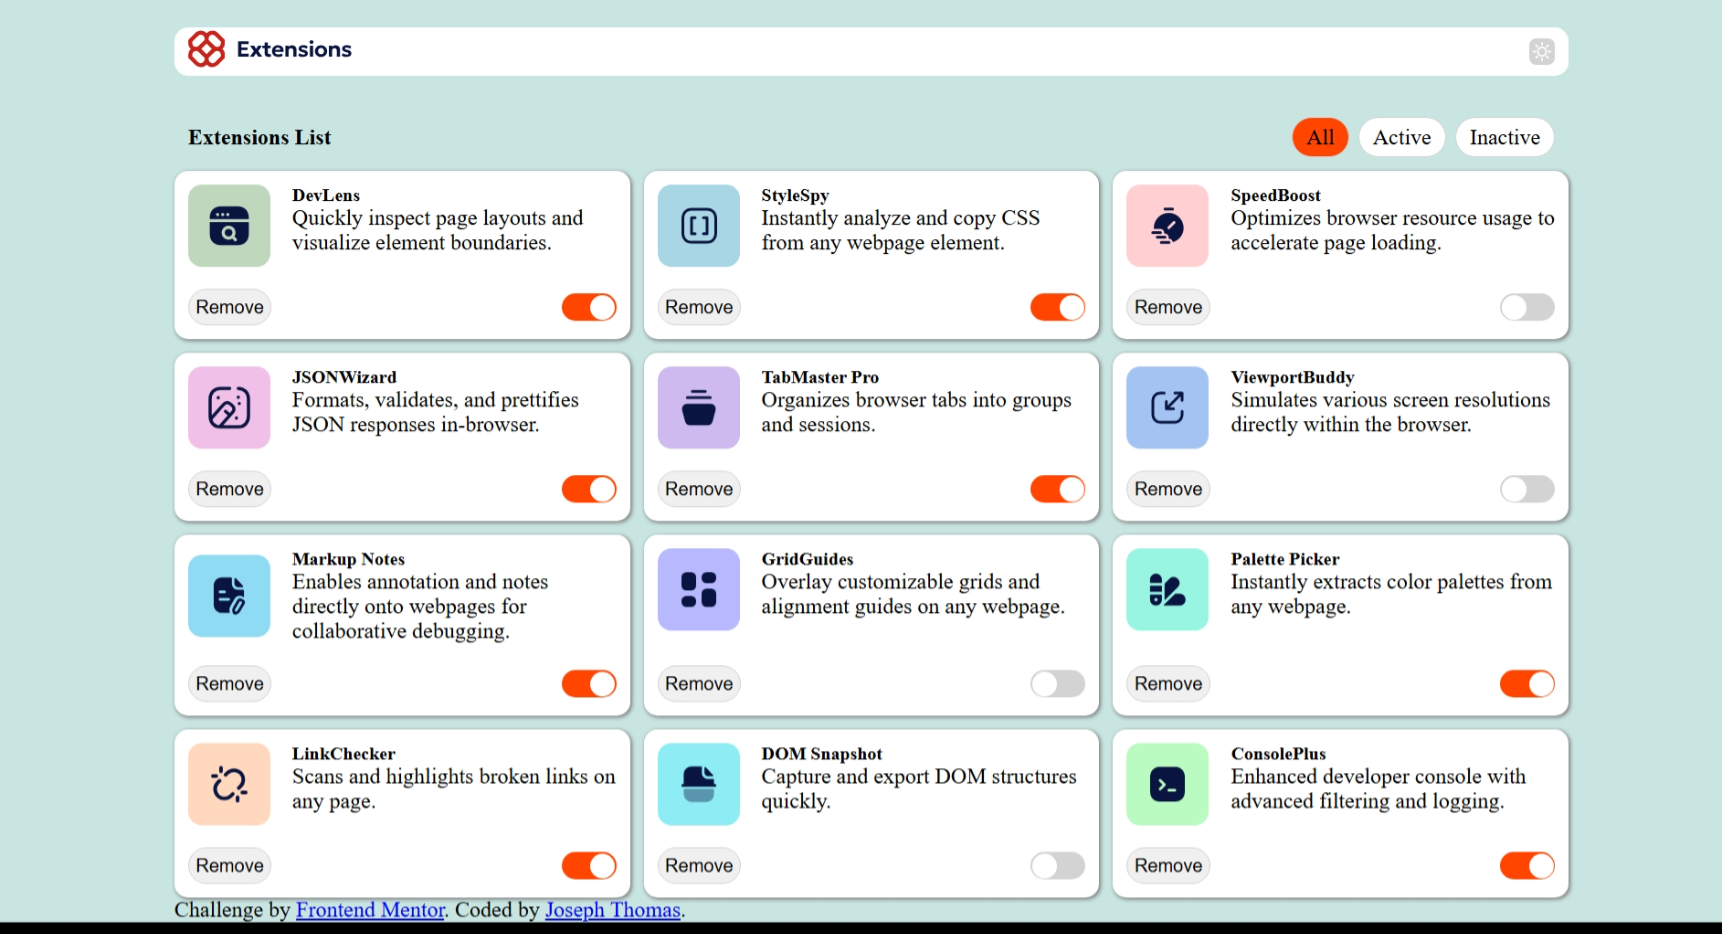 Extensions
Extensions List
All
Active
Inactive
DevLens
Quickly inspect page layouts and
visualize element boundaries.
Remove
StyleSpy
Instantly analyze and copy CSS
from any webpage element.
Remove
SpeedBoost
Optimizes browser resource usage to
accelerate page loading.
Remove
JSONWizard
Formats, validates, and prettifies
JSON responses in-browser.
Remove
TabMaster Pro
Organizes browser tabs into groups
and sessions.
Remove
ViewportBuddy
Simulates various screen resolutions
directly within the browser.
Remove
Markup Notes
Enables annotation and notes
directly onto webpages for
collaborative debugging.
Remove
GridGuides
Overlay customizable grids and
alignment guides on any webpage.
Remove
Palette Picker
Instantly extracts color palettes from
any webpage.
Remove
LinkChecker
Scans and highlights broken links on
any page.
Remove
DOM Snapshot
Capture and export DOM structures
quickly.
Remove
ConsolePlus
Enhanced developer console with
advanced filtering and logging.
Remove
Challenge by Frontend Mentor. Coded by Joseph Thomas.